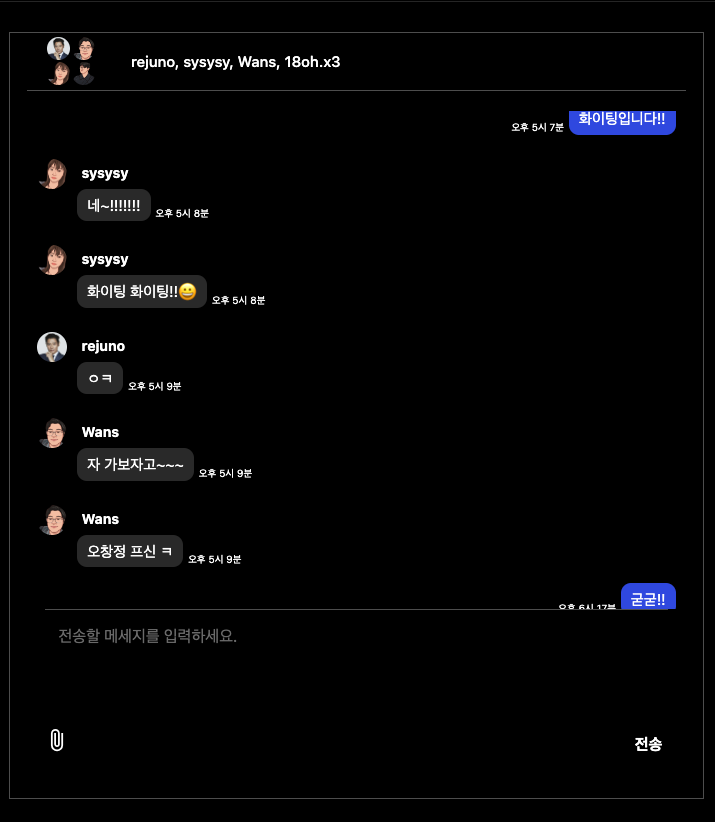 rejuno, sysysy, Wans, 18oh.x3
오후 5시 7분 화이팅입니다!!
sysysy
네~!!!!!!! 오후 5시 8분
sysysy
화이팅 화이팅!!😀 오후 5시 8분
rejuno
ㅇㅋ 오후 5시 9분
Wans
자 가보자고~~~ 오후 5시 9분
Wans
오창정 프신 ㅋ 오후 5시 9분
오후 6시 17분 굳굳!!
전송할 메세지를 입력하세요.
전송